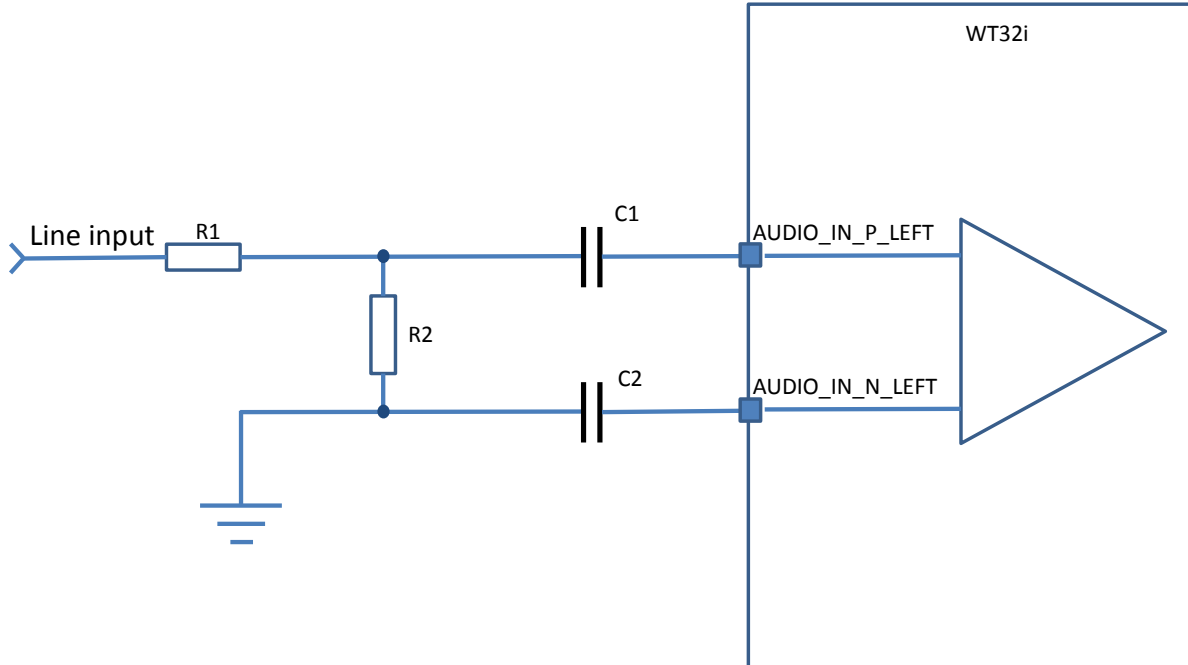 WT32i
C1
Line input
R1
AUDIO_IN_P_LEFT
R2
C2
AUDIO_IN_N_LEFT